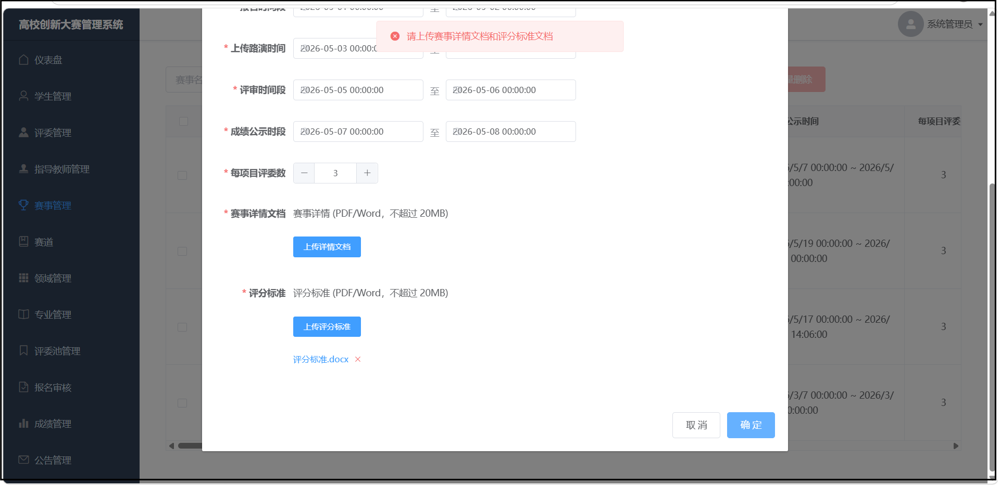 高校创新大赛管理系统
系统管理员
仪表盘
学生管理
评委管理
指导教师管理
赛事管理
赛道
领域管理
专业管理
评委池管理
报名审核
成绩管理
公告管理
赛事名
量删除
请上传赛事详情文档和评分标准文档
* 上传路演时间 2026-05-03 00:00:0
* 评审时间段 2026-05-05 00:00:00 至 2026-05-06 00:00:00
* 成绩公示时段 2026-05-07 00:00:00 至 2026-05-08 00:00:00
* 每项目评委数 3
* 赛事详情文档 赛事详情 (PDF/Word，不超过 20MB)
上传详情文档
* 评分标准 评分标准 (PDF/Word，不超过 20MB)
上传评分标准
评分标准.docx
取 消 确 定
公示时间 每项目评委
/5/7 00:00:00 ~ 2026/5/
:00:00
3
/5/19 00:00:00 ~ 2026/
00:00:00
3
/5/17 00:00:00 ~ 2026/
14:06:00
3
/3/7 00:00:00 ~ 2026/3/
0:00:00
3